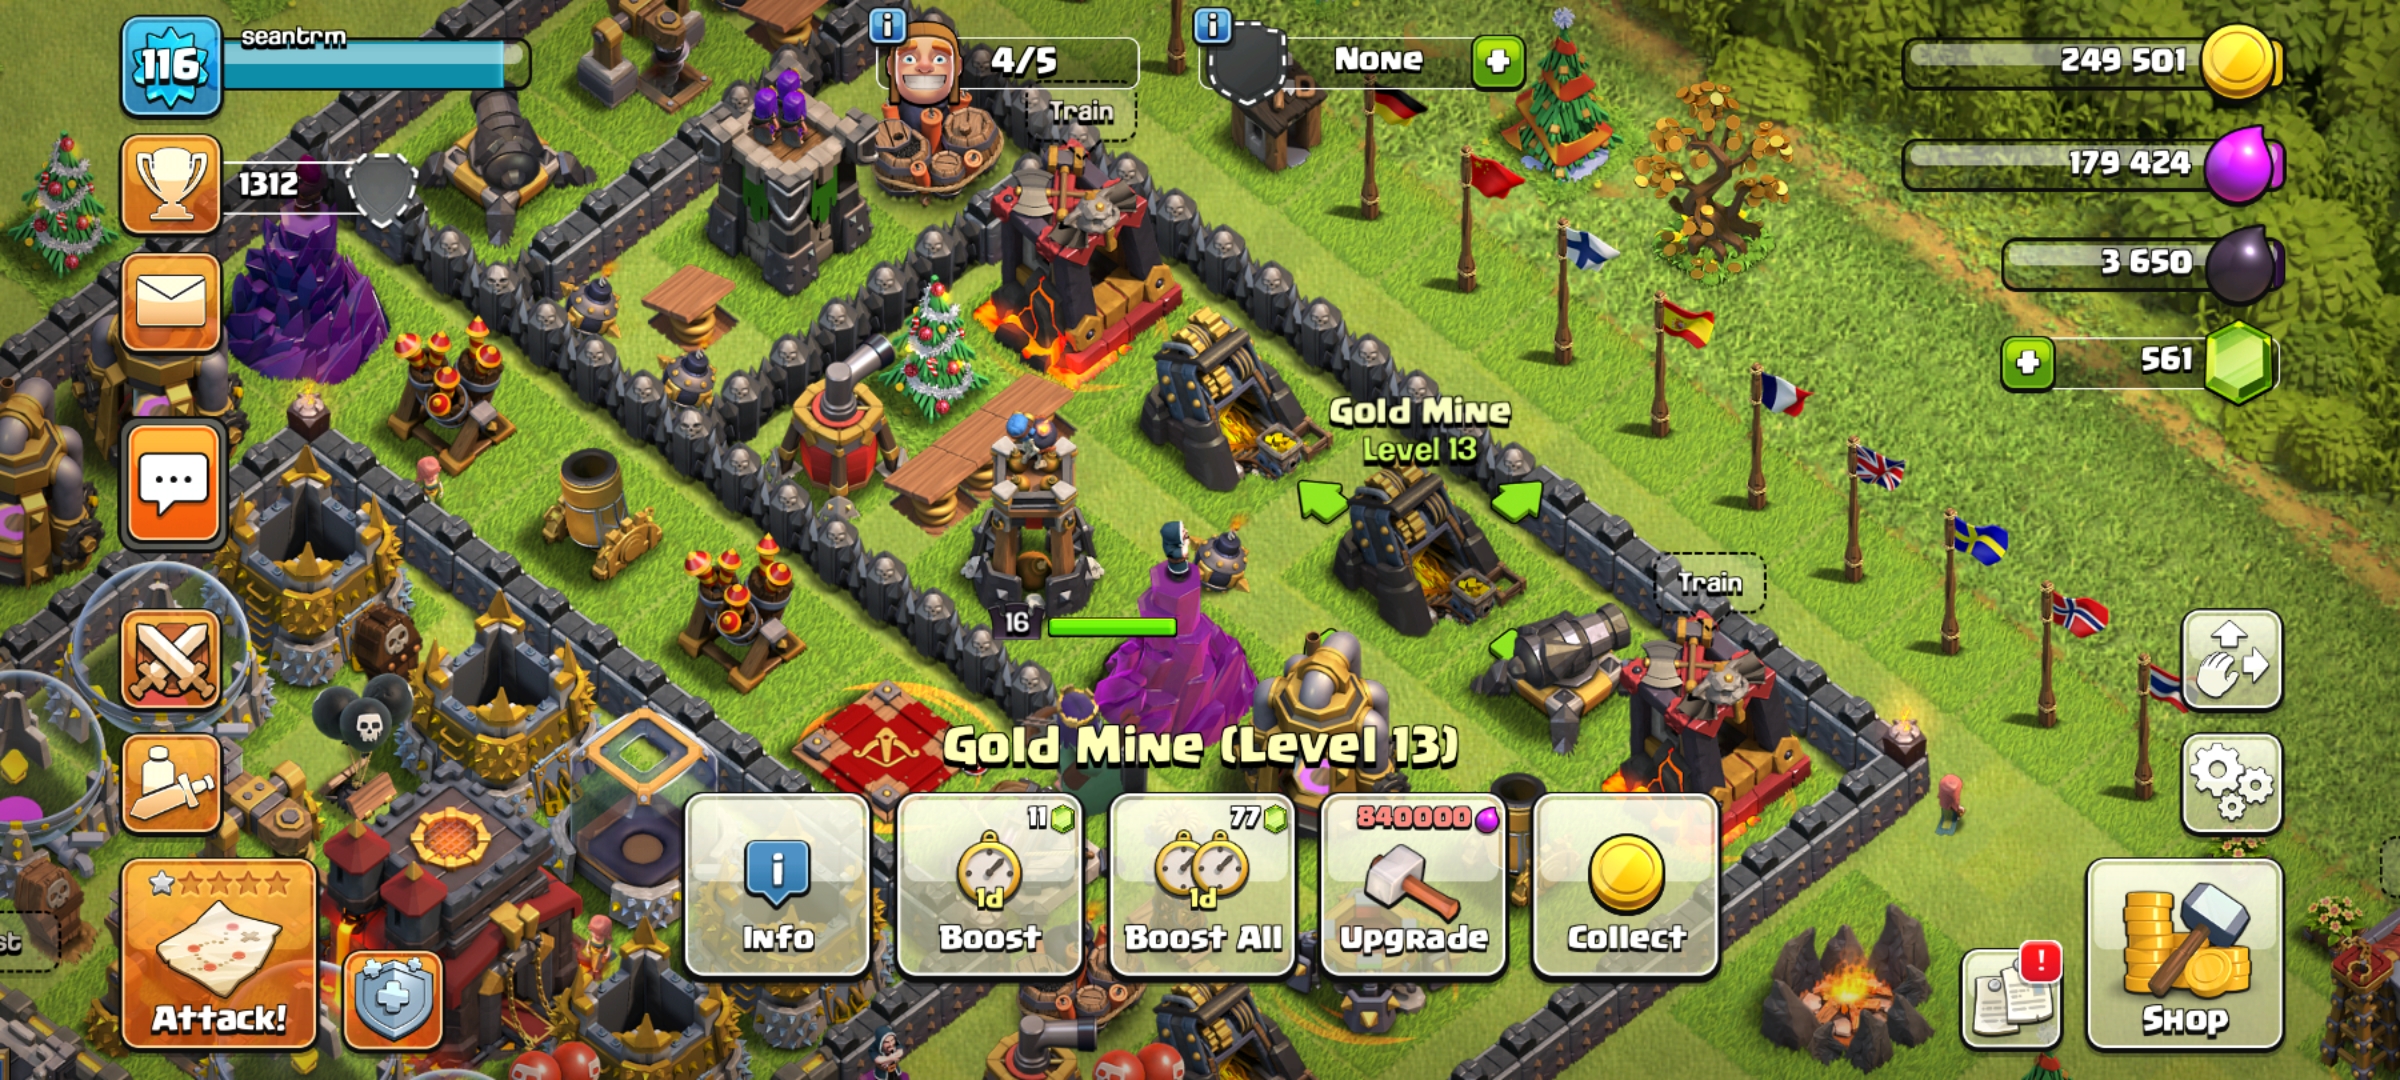 116
seantrm
4/5
None
249 501
Train
1312
179 424
3 650
561
Gold Mine
Level 13
Train
16
Gold Mine (Level 13)
11
77
840000
1d
1d
Info
Boost
Boost All
Upgrade
Collect
st
Attack!
!
Shop